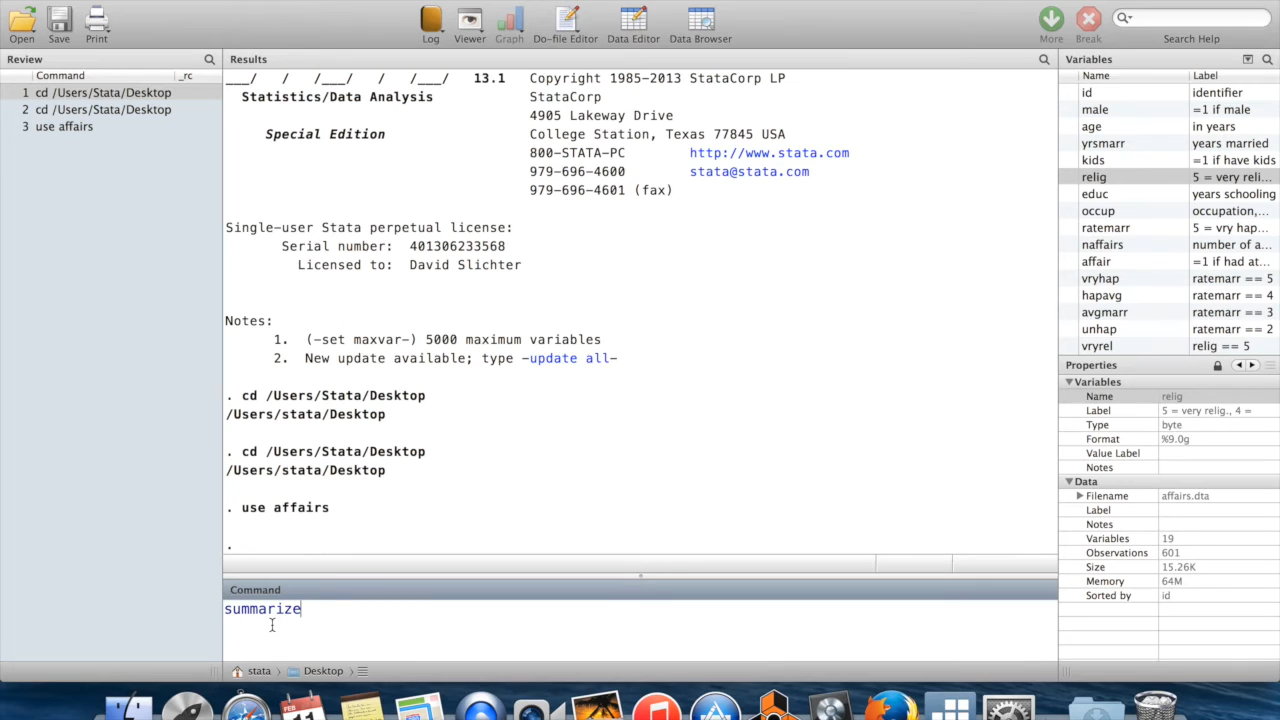 Open Save Print Log Viewer Graph Do-file Editor Data Editor Data Browser More Break Search Help
Review
Command _rc
1 cd /Users/Stata/Desktop
2 cd /Users/Stata/Desktop
3 use affairs
Results
___/ / /___/ / /___/ 13.1 Copyright 1985-2013 StataCorp LP
Statistics/Data Analysis StataCorp
4905 Lakeway Drive
Special Edition College Station, Texas 77845 USA
800-STATA-PC http://www.stata.com
979-696-4600 stata@stata.com
979-696-4601 (fax)
Single-user Stata perpetual license:
Serial number: 401306233568
Licensed to: David Slichter
Notes:
1. (-set maxvar-) 5000 maximum variables
2. New update available; type -update all-
. cd /Users/Stata/Desktop
/Users/stata/Desktop
. cd /Users/Stata/Desktop
/Users/stata/Desktop
. use affairs
.
Command
summarize
stata Desktop
Variables
Name Label
id identifier
male =1 if male
age in years
yrsmarr years married
kids =1 if have kids
relig 5 = very reli...
educ years schooling
occup occupation,...
ratemarr 5 = vry hap...
naffairs number of a...
affair =1 if had at...
vryhap ratemarr == 5
hapavg ratemarr == 4
avgmarr ratemarr == 3
unhap ratemarr == 2
vryrel relig == 5
Properties
Variables
Name relig
Label 5 = very relig., 4 =
Type byte
Format %9.0g
Value Label
Notes
Data
Filename affairs.dta
Label
Notes
Variables 19
Observations 601
Size 15.26K
Memory 64M
Sorted by id
FEB
11